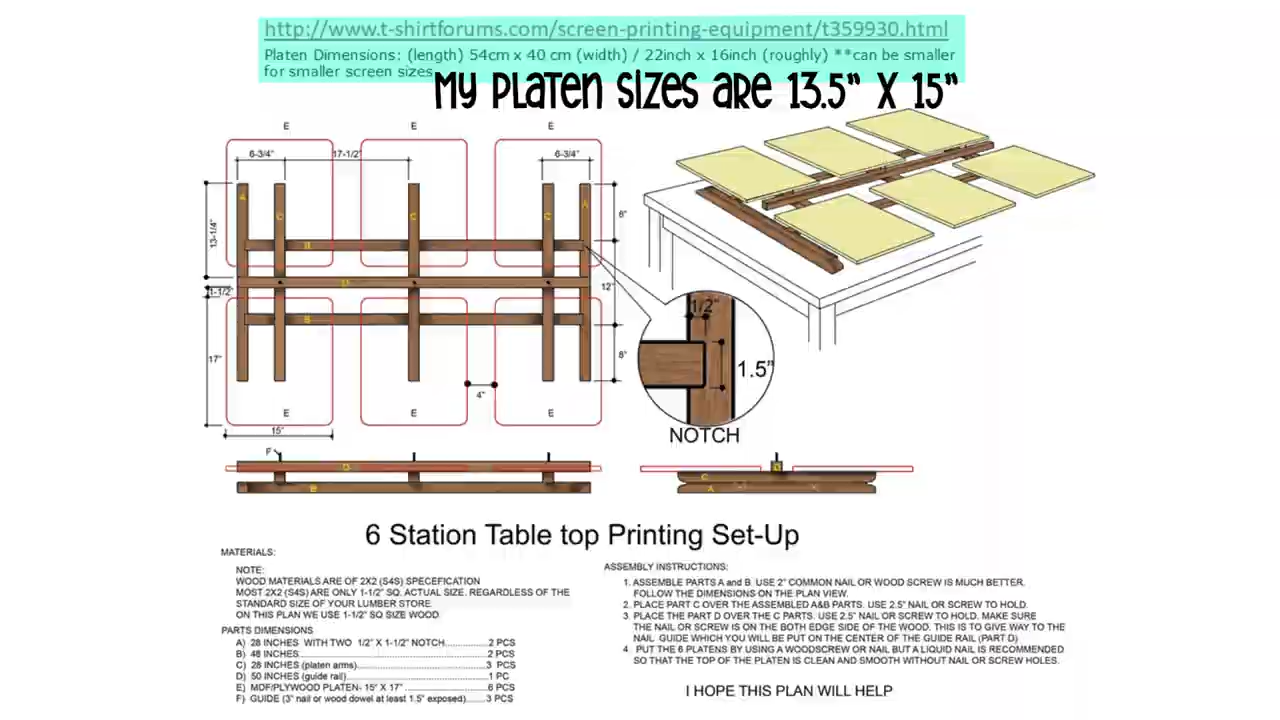 http://www.t-shirtforums.com/screen-printing-equipment/t359930.html
Platen Dimensions: (length) 54cm x 40 cm (width) / 22inch x 16inch (roughly) **can be smaller
for smaller screen sizes
My PLATEN SIZES ARE 13.5" X 15"
E E E
6-3/4" 17-1/2" 6-3/4"
A C C C A
8"
13-1/4"
B
D
1-1/2"
12"
B
17"
8"
4"
E E E
15"
1/2"
1.5"
NOTCH
F
D
B
D
C
A
6 Station Table top Printing Set-Up
MATERIALS:
NOTE:
WOOD MATERIALS ARE OF 2X2 (S4S) SPECEFICATION
MOST 2X2 (S4S) ARE ONLY 1-1/2" SQ. ACTUAL SIZE. REGARDLESS OF THE
STANDARD SIZE OF YOUR LUMBER STORE.
ON THIS PLAN WE USE 1-1/2" SQ SIZE WOOD.
PARTS DIMENSIONS
A) 28 INCHES WITH TWO 1/2" X 1-1/2" NOTCH...............2 PCS
B) 48 INCHES...............2 PCS
C) 28 INCHES (platen arms)...............3 PCS
D) 50 INCHES (guide rail)...............1 PC
E) MDF/PLYWOOD PLATEN- 15" X 17"...............6 PCS
F) GUIDE (3" nail or wood dowel at least 1.5" exposed)...............3 PCS
ASSEMBLY INSTRUCTIONS:
1. ASSEMBLE PARTS A and B. USE 2" COMMON NAIL OR WOOD SCREW IS MUCH BETTER.
FOLLOW THE DIMENSIONS ON THE PLAN VIEW.
2. PLACE PART C OVER THE ASSEMBLED A&B PARTS. USE 2.5" NAIL OR SCREW TO HOLD.
3. PLACE THE PART D OVER THE C PARTS. USE 2.5" NAIL OR SCREW TO HOLD. MAKE SURE
THE NAIL OR SCREW IS ON THE BOTH EDGE SIDE OF THE WOOD. THIS IS TO GIVE WAY TO THE
NAIL GUIDE WHICH YOU WILL BE PUT ON THE CENTER OF THE GUIDE RAIL (PART D)
4 PUT THE 6 PLATENS BY USING A WOODSCREW OR NAIL BUT A LIQUID NAIL IS RECOMMENDED
SO THAT THE TOP OF THE PLATEN IS CLEAN AND SMOOTH WITHOUT NAIL OR SCREW HOLES.
I HOPE THIS PLAN WILL HELP